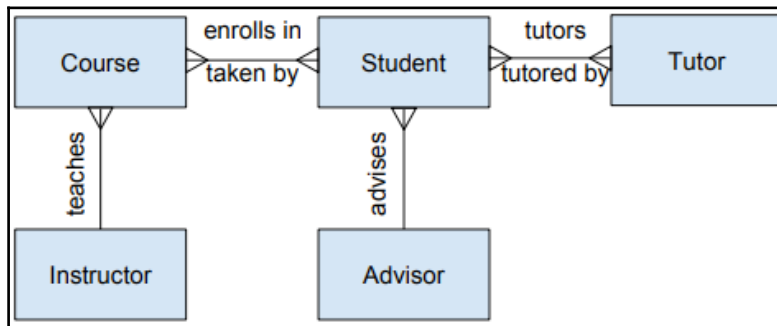 enrolls in
tutors
Course
Student
Tutor
taken by
tutored by
teaches
advises
Instructor
Advisor